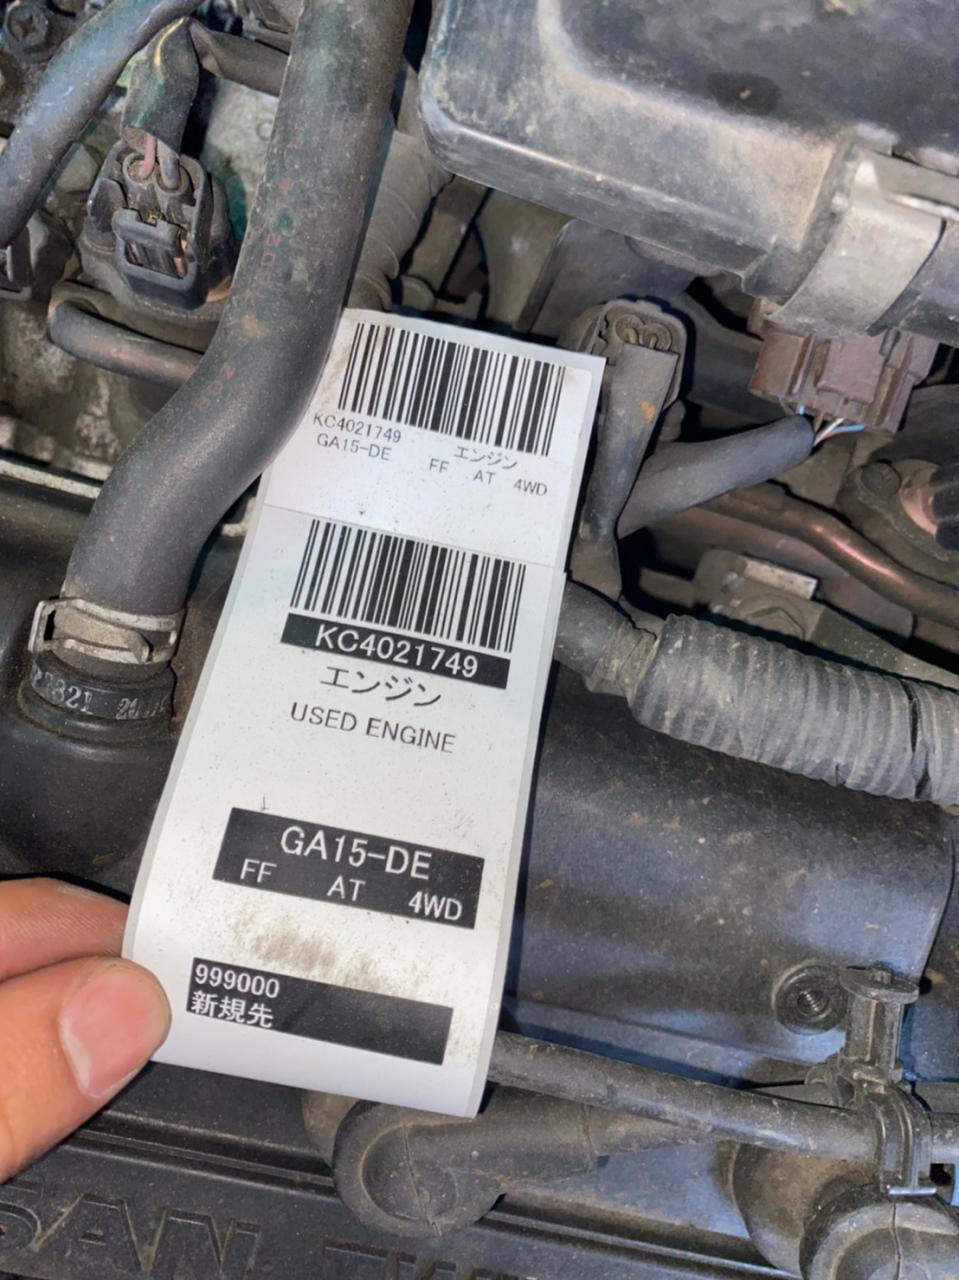 KC4021749 エンジン
GA15-DE FF AT 4WD
KC4021749
エンジン
USED ENGINE
GA15-DE
FF AT 4WD
999000
新規先